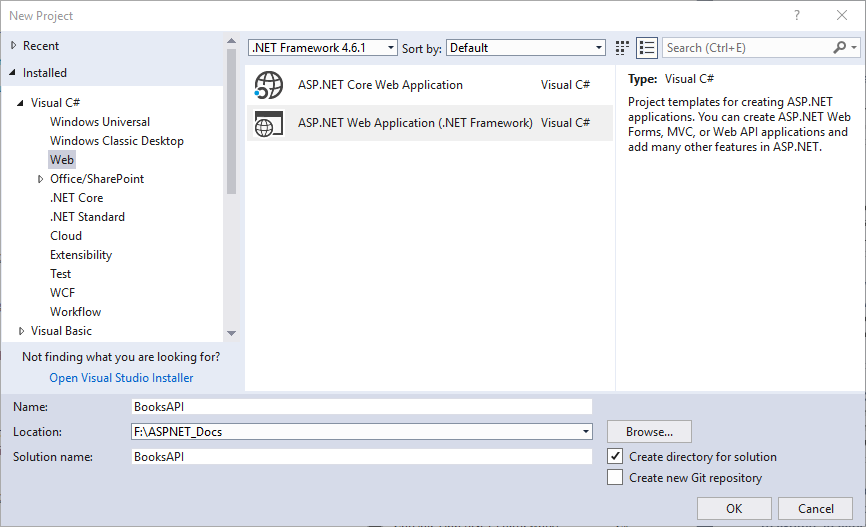 New Project
?
Recent
.NET Framework 4.6.1
Sort by:
Default
Search (Ctrl+E)
Installed
Visual C#
Windows Universal
Windows Classic Desktop
Web
Office/SharePoint
.NET Core
.NET Standard
Cloud
Extensibility
Test
WCF
Workflow
Visual Basic
Not finding what you are looking for?
Open Visual Studio Installer
ASP.NET Core Web Application Visual C#
ASP.NET Web Application (.NET Framework) Visual C#
Type: Visual C#
Project templates for creating ASP.NET
applications. You can create ASP.NET Web
Forms, MVC, or Web API applications and
add many other features in ASP.NET.
Name: BooksAPI
Location: F:\ASPNET_Docs
Browse...
Solution name: BooksAPI
Create directory for solution
Create new Git repository
OK
Cancel